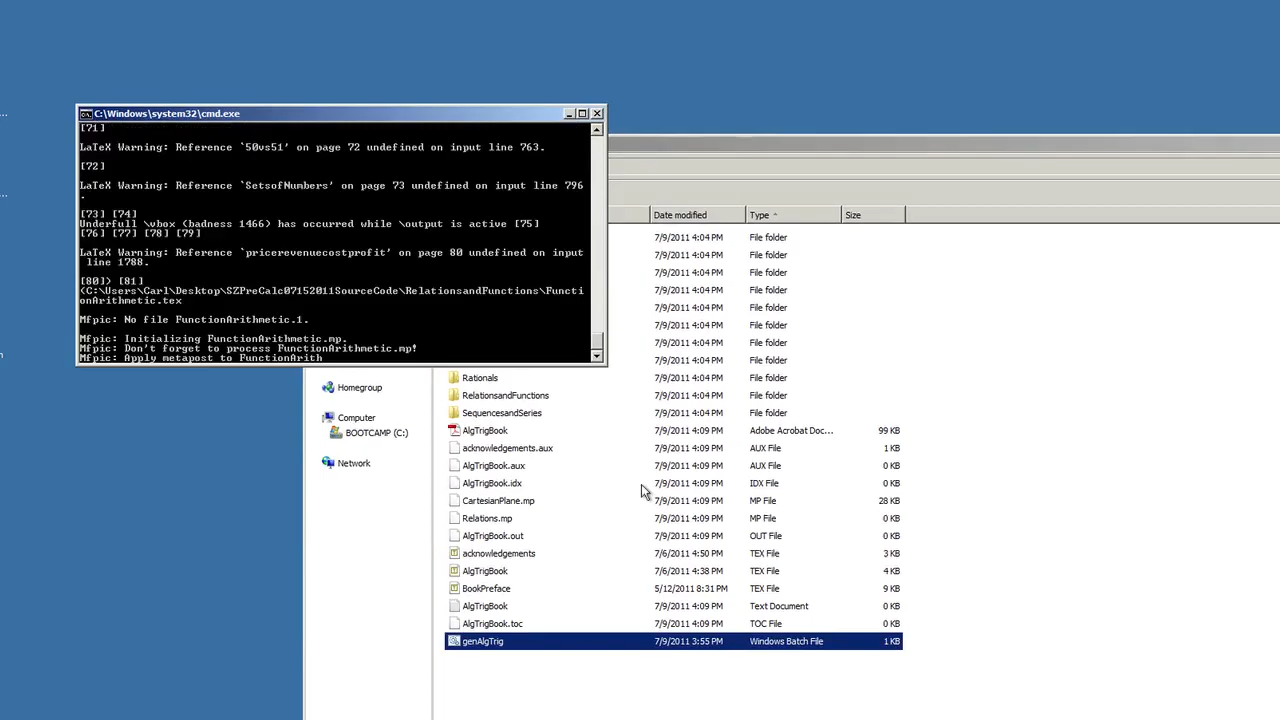 C:\Windows\system32\cmd.exe
[71]
LaTeX Warning: Reference `50vs51' on page 72 undefined on input line 763.
[72]
LaTeX Warning: Reference `SetsofNumbers' on page 73 undefined on input line 796
.
[73] [74]
Underfull \vbox (badness 1466) has occurred while \output is active [75]
[76] [77] [78] [79]
LaTeX Warning: Reference `pricerevenuecostprofit' on page 80 undefined on input
line 1788.
[80]) [81]
(C:\Users\Carl\Desktop\SZPreCalc07152011SourceCode\RelationsandFunctions\Functi
onArithmetic.tex
Mfpic: No file FunctionArithmetic.1.
Mfpic: Initializing FunctionArithmetic.mp.
Mfpic: Don't forget to process FunctionArithmetic.mp!
Mfpic: Apply metapost to FunctionArith
Date modified Type Size
7/9/2011 4:04 PM File folder
7/9/2011 4:04 PM File folder
7/9/2011 4:04 PM File folder
7/9/2011 4:04 PM File folder
7/9/2011 4:04 PM File folder
7/9/2011 4:04 PM File folder
7/9/2011 4:04 PM File folder
7/9/2011 4:04 PM File folder
Rationals 7/9/2011 4:04 PM File folder
RelationsandFunctions 7/9/2011 4:04 PM File folder
SequencesandSeries 7/9/2011 4:04 PM File folder
AlgTrigBook 7/9/2011 4:09 PM Adobe Acrobat Doc... 99 KB
acknowledgements.aux 7/9/2011 4:09 PM AUX File 1 KB
AlgTrigBook.aux 7/9/2011 4:09 PM AUX File 0 KB
AlgTrigBook.idx 7/9/2011 4:09 PM IDX File 0 KB
CartesianPlane.mp 7/9/2011 4:09 PM MP File 28 KB
Relations.mp 7/9/2011 4:09 PM MP File 0 KB
AlgTrigBook.out 7/9/2011 4:09 PM OUT File 0 KB
acknowledgements 7/6/2011 4:50 PM TEX File 3 KB
AlgTrigBook 7/6/2011 4:38 PM TEX File 4 KB
BookPreface 5/12/2011 8:31 PM TEX File 9 KB
AlgTrigBook 7/9/2011 4:09 PM Text Document 0 KB
AlgTrigBook.toc 7/9/2011 4:09 PM TOC File 0 KB
genAlgTrig 7/9/2011 3:55 PM Windows Batch File 1 KB
Homegroup
Computer
BOOTCAMP (C:)
Network